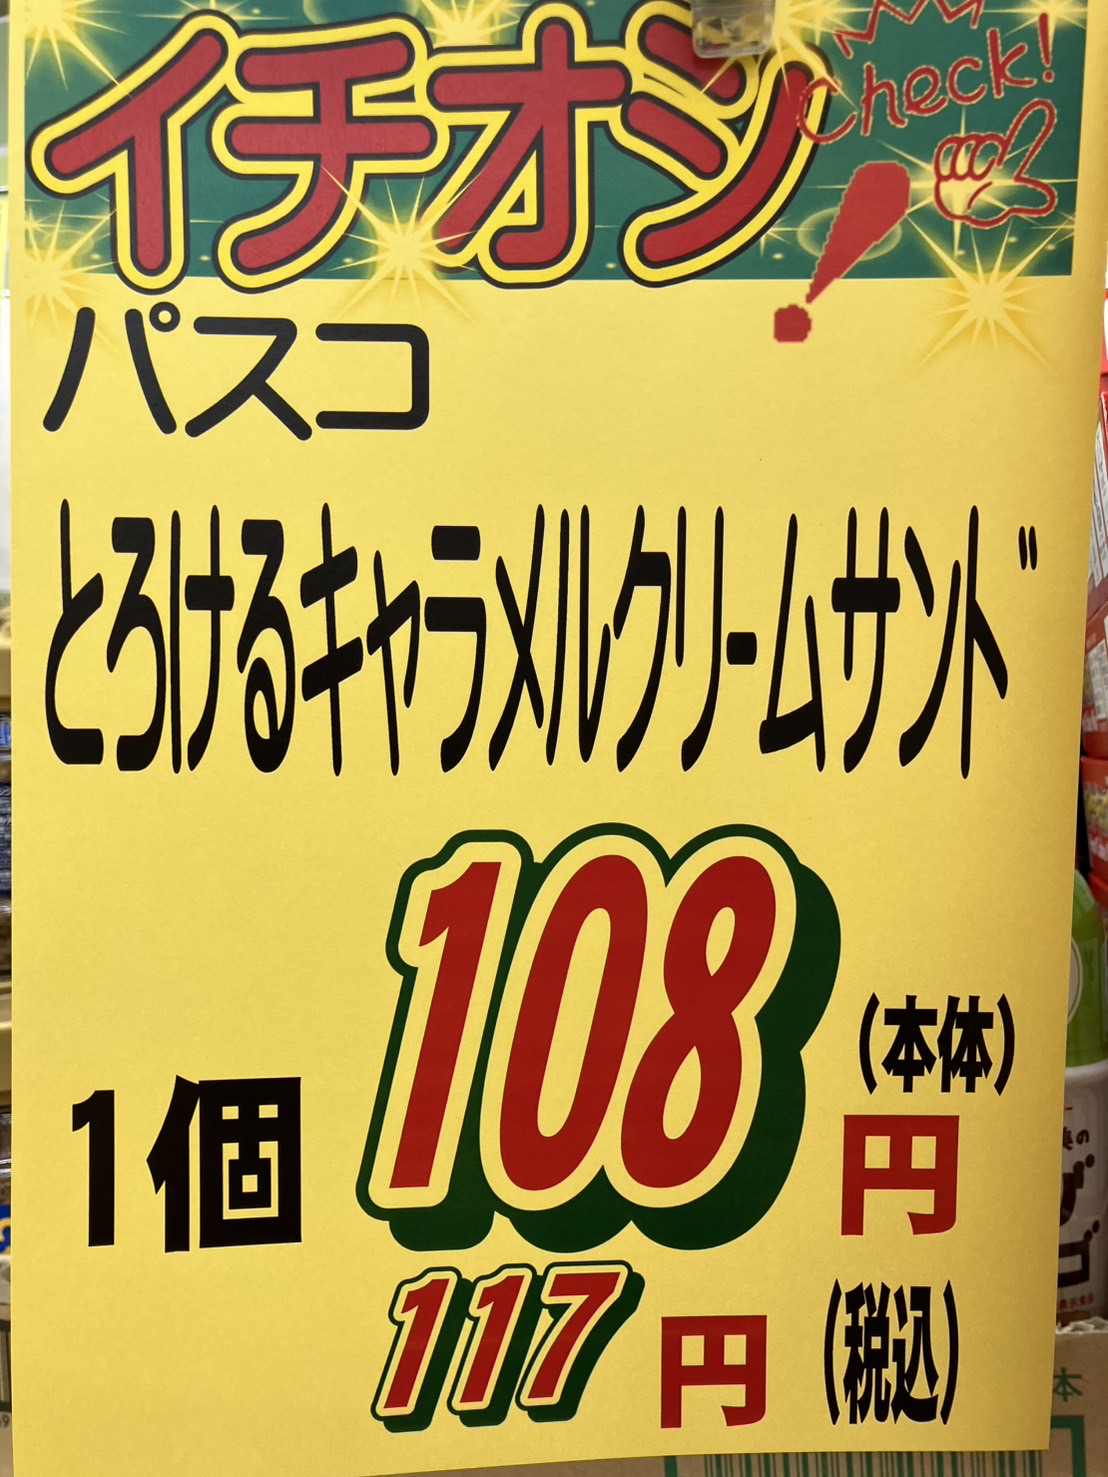 イチオシ
Check!
!
パスコ
とろけるキャラメルクリームサンド
1個
108
(本体)
円
117
円
(税込)
本